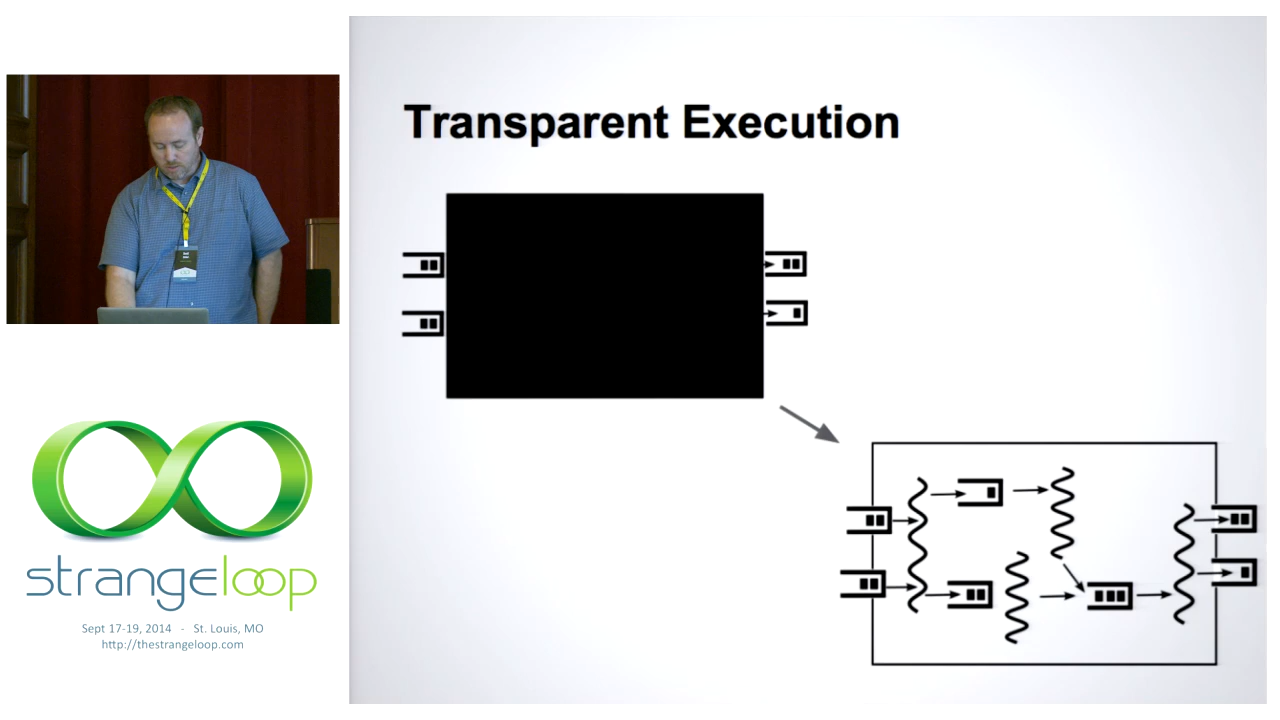 Transparent Execution
strangeloop
Sept 17-19, 2014 - St. Louis, MO
http://thestrangeloop.com